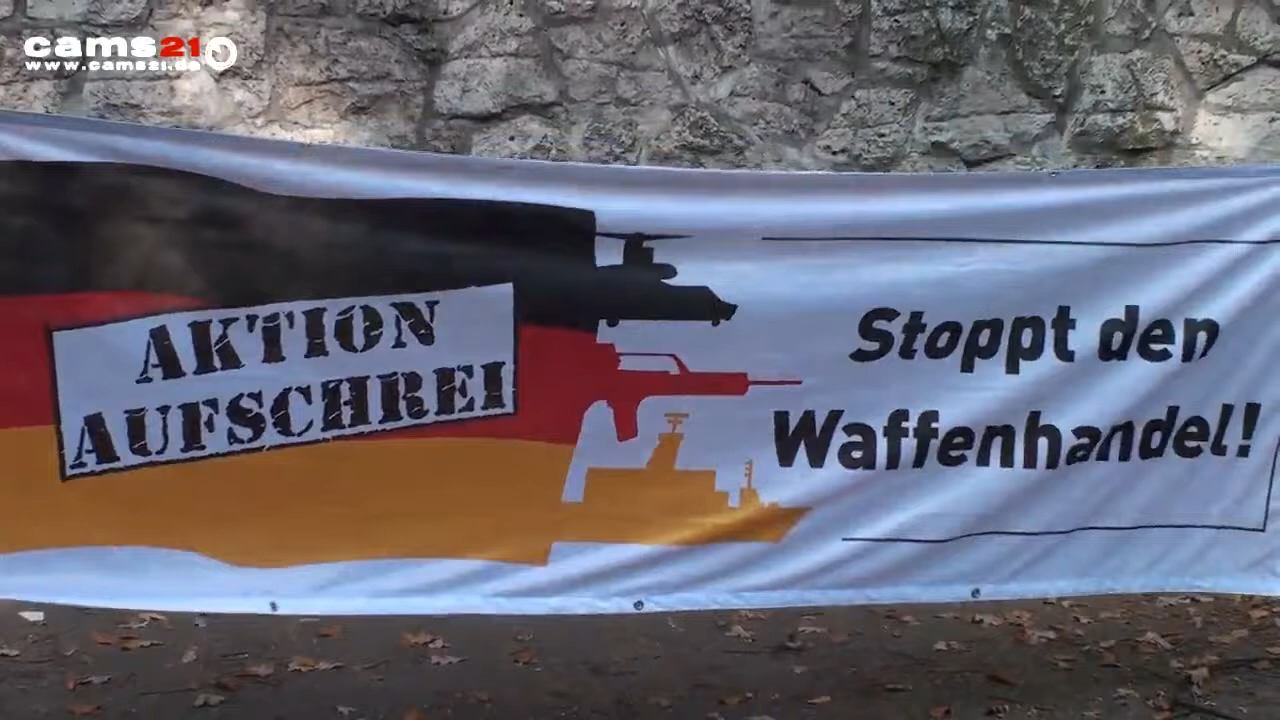 cams21
www.cams21.de
AKTION
AUFSCHREI
Stoppt den
Waffenhandel!